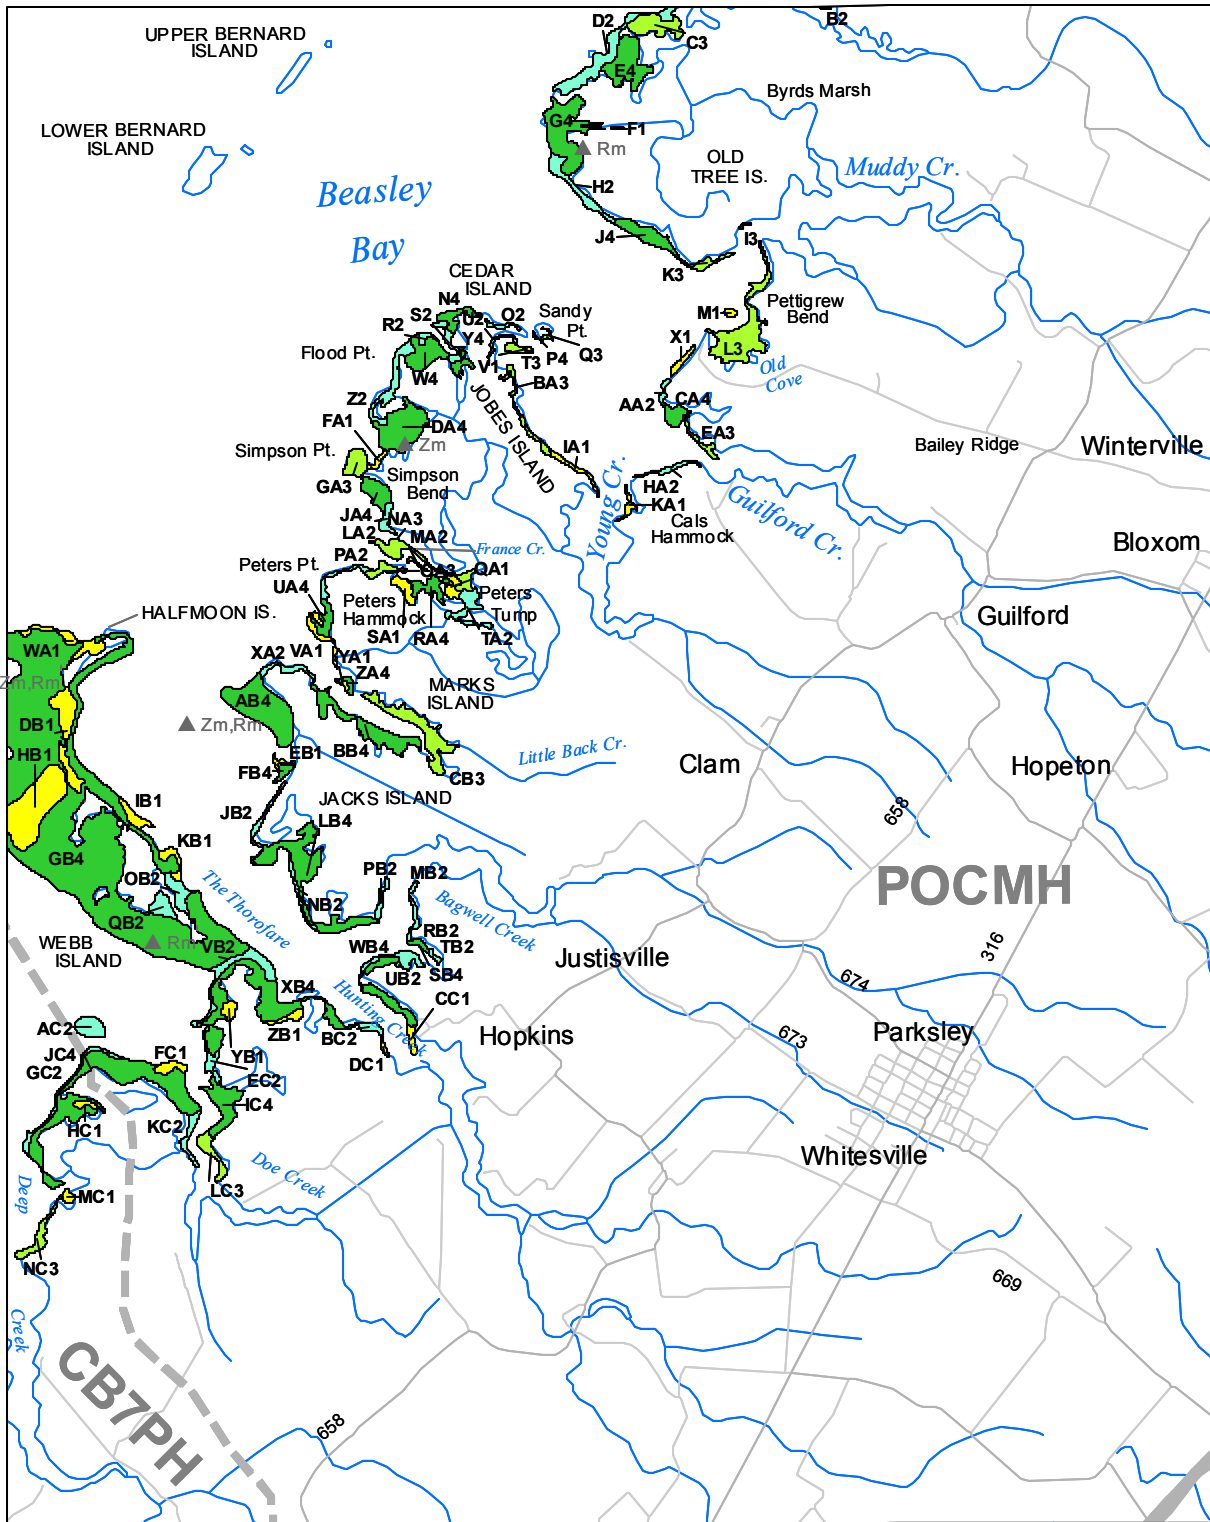 D2
B2
C3
UPPER BERNARD
ISLAND
E4
Byrds Marsh
G4
F1
LOWER BERNARD
ISLAND
Rm
OLD
TREE IS.
Muddy Cr.
H2
Beasley
Bay
J4
I3
K3
CEDAR
ISLAND
N4
S2
U2
O2
Sandy
Pt.
M1
Pettigrew
Bend
R2
Y4
X1
Flood Pt.
W4
V1
T3
P4
Q3
L3
Old
Cove
BA3
Z2
AA2
CA4
JOBES ISLAND
FA1
DA4
Zm
EA3
Simpson Pt.
IA1
Bailey Ridge
Winterville
GA3
Simpson
Bend
HA2
Young Cr.
Guilford Cr.
KA1
JA4
NA3
Cals
Hammock
LA2
MA2
France Cr.
Bloxom
PA2
OA3
QA1
Peters Pt.
UA4
Peters
Hammock
Peters
Tump
HALFMOON IS.
Guilford
SA1
RA4
TA2
WA1
XA2
VA1
YA1
ZA4
Zm,Rm
AB4
MARKS
ISLAND
DB1
Zm,Rm
HB1
EB1
BB4
Little Back Cr.
Clam
Hopeton
FB4
CB3
IB1
JACKS ISLAND
JB2
LB4
658
KB1
GB4
OB2
PB2
MB2
POCMH
The Thorofare
NB2
Bagwell Creek
QB2
RB2
WEBB
ISLAND
Rm
VB2
WB4
TB2
Justisville
316
UB2
SB4
674
XB4
Hunting Creek
CC1
AC2
ZB1
BC2
Hopkins
673
Parksley
JC4
FC1
YB1
DC1
GC2
EC2
IC4
HC1
KC2
Whitesville
Doe Creek
Deep
MC1
LC3
NC3
669
Creek
CB7PH
658